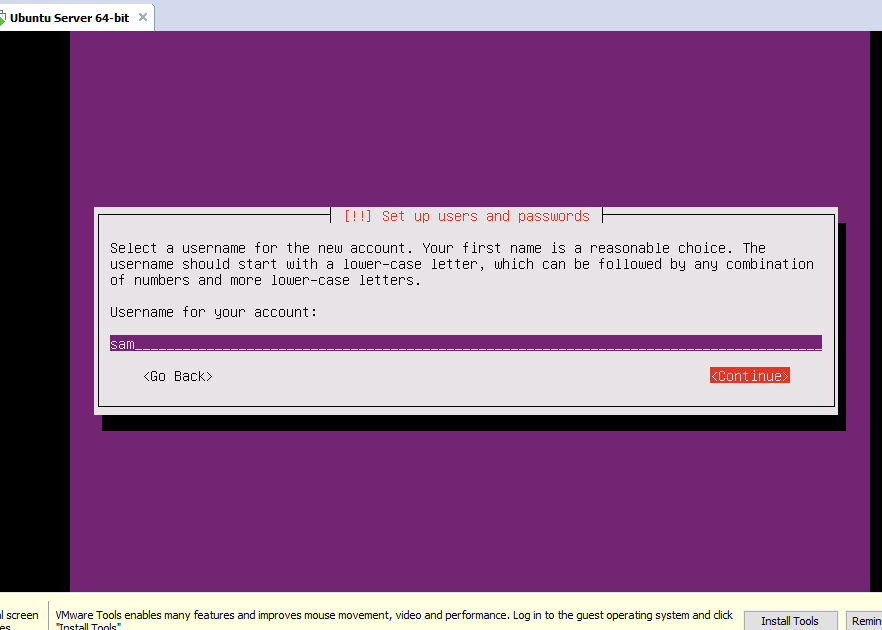 Ubuntu Server 64-bit
[!!] Set up users and passwords
Select a username for the new account. Your first name is a reasonable choice. The
username should start with a lower-case letter, which can be followed by any combination
of numbers and more lower-case letters.
Username for your account:
sam
<Go Back> <Continue>
screen VMware Tools enables many features and improves mouse movement, video and performance. Log in to the guest operating system and click
"Install Tools"
Install Tools